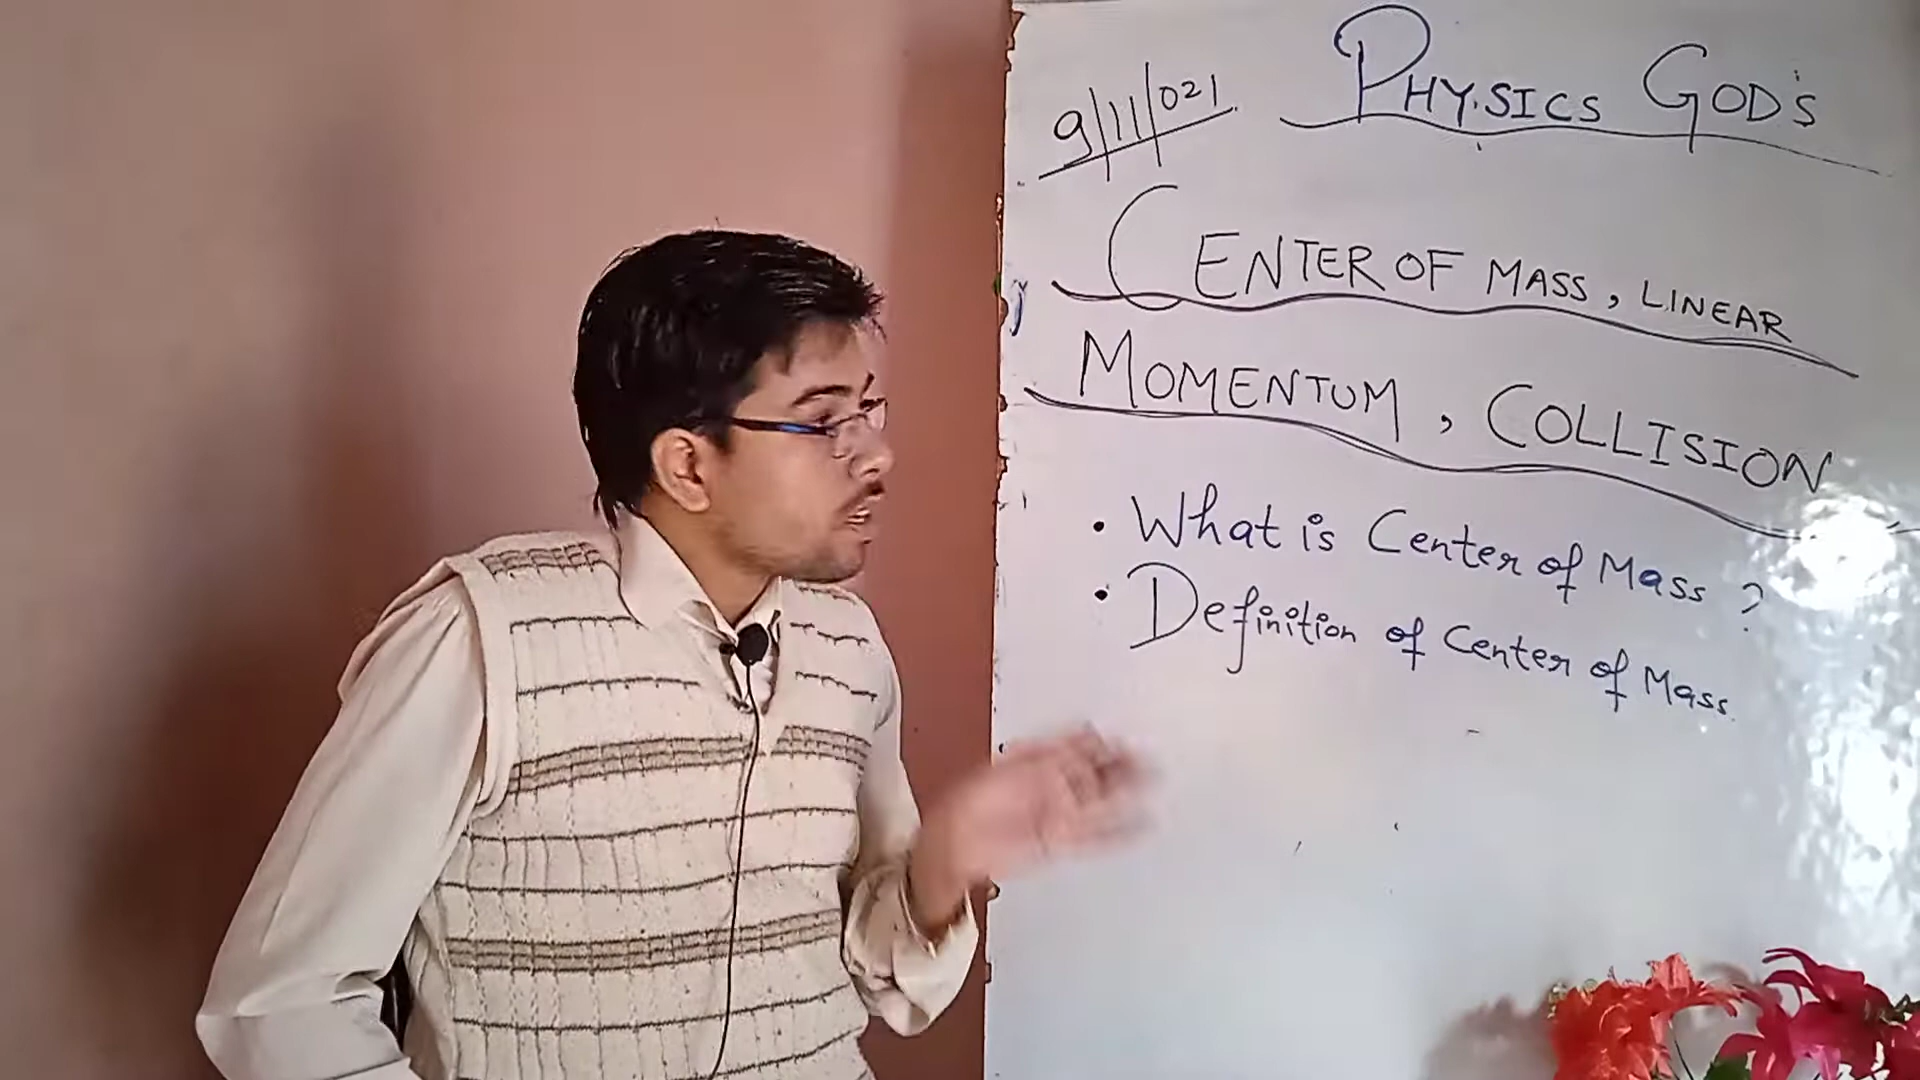 9/11/021
PHYSICS GOD'S
CENTER OF MASS, LINEAR
MOMENTUM, COLLISION
• What is Center of Mass ?
• Definition of Center of Mass.